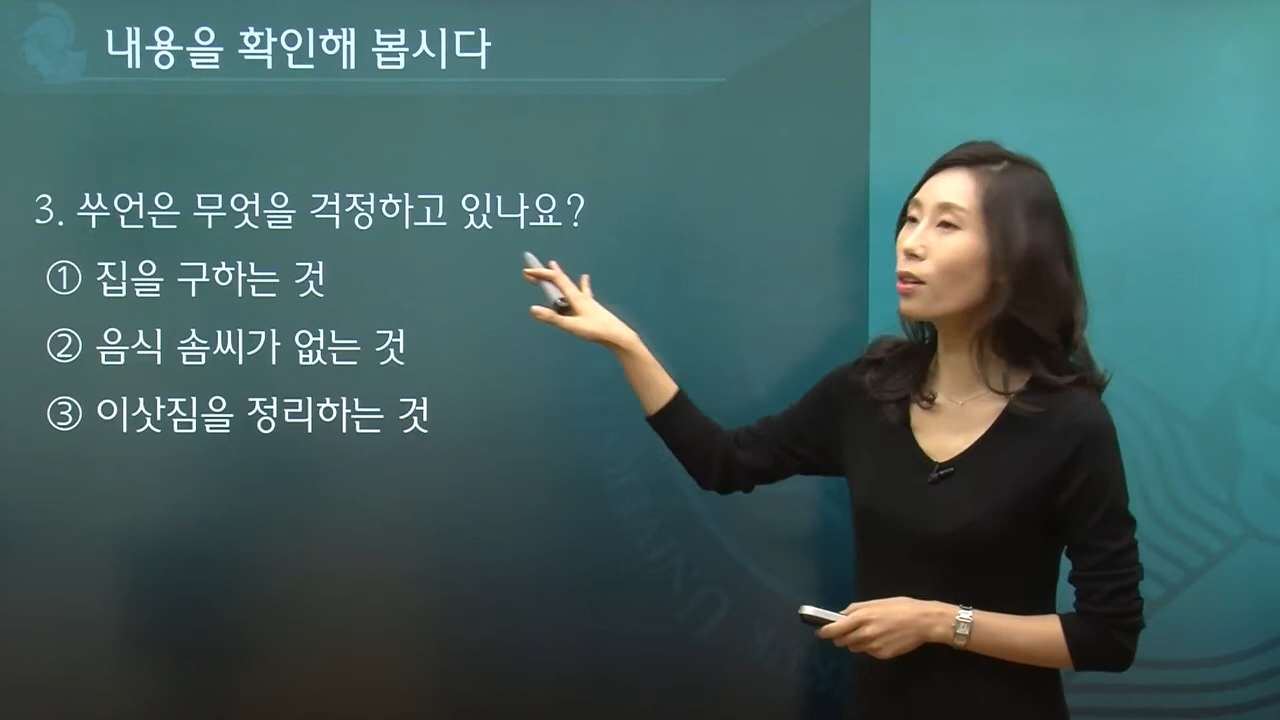 내용을 확인해 봅시다
3. 쑤언은 무엇을 걱정하고 있나요?
① 집을 구하는 것
② 음식 솜씨가 없는 것
③ 이삿짐을 정리하는 것